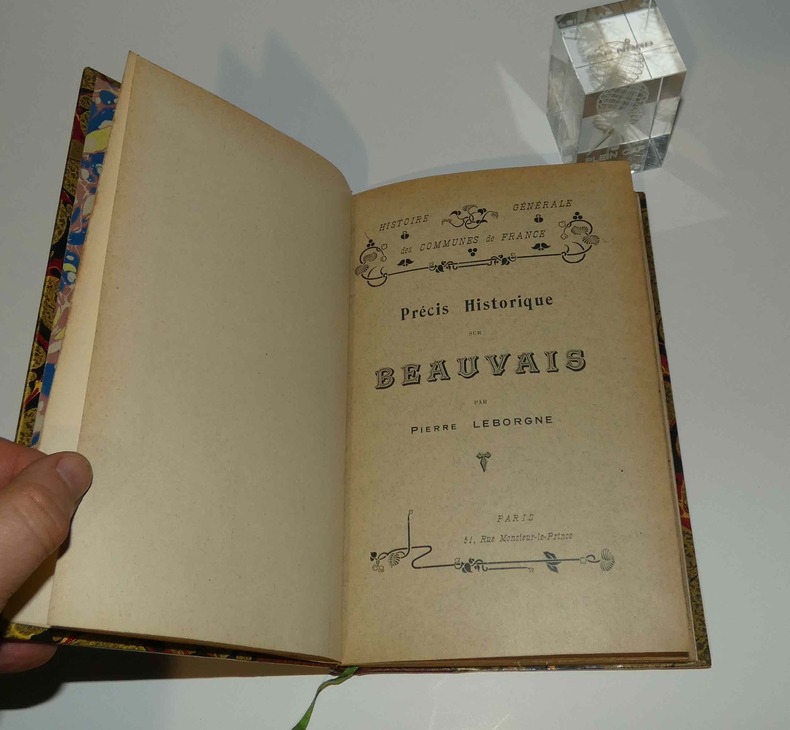 HISTOIRE GÉNÉRALE
des COMMUNES de FRANCE
Précis Historique
SUR
BEAUVAIS
PAR
PIERRE LEBORGNE
PARIS
51, Rue Monsieur-le-Prince